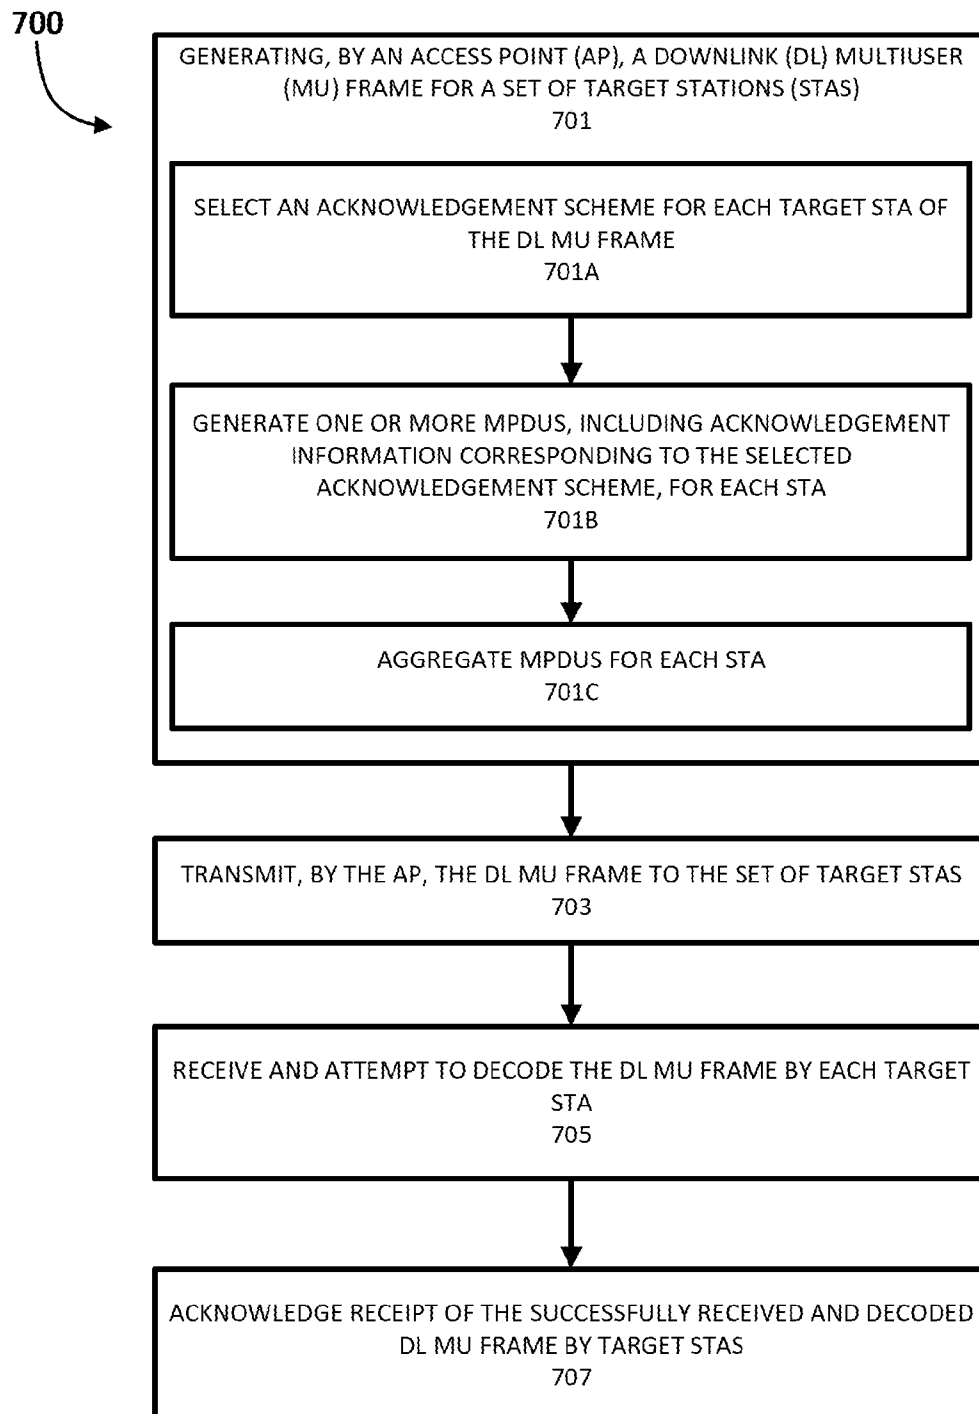 700
GENERATING, BY AN ACCESS POINT (AP), A DOWNLINK (DL) MULTIUSER
(MU) FRAME FOR A SET OF TARGET STATIONS (STAS)
701
SELECT AN ACKNOWLEDGEMENT SCHEME FOR EACH TARGET STA OF
THE DL MU FRAME
701A
GENERATE ONE OR MORE MPDUS, INCLUDING ACKNOWLEDGEMENT
INFORMATION CORRESPONDING TO THE SELECTED
ACKNOWLEDGEMENT SCHEME, FOR EACH STA
701B
AGGREGATE MPDUS FOR EACH STA
701C
TRANSMIT, BY THE AP, THE DL MU FRAME TO THE SET OF TARGET STAS
703
RECEIVE AND ATTEMPT TO DECODE THE DL MU FRAME BY EACH TARGET
STA
705
ACKNOWLEDGE RECEIPT OF THE SUCCESSFULLY RECEIVED AND DECODED
DL MU FRAME BY TARGET STAS
707